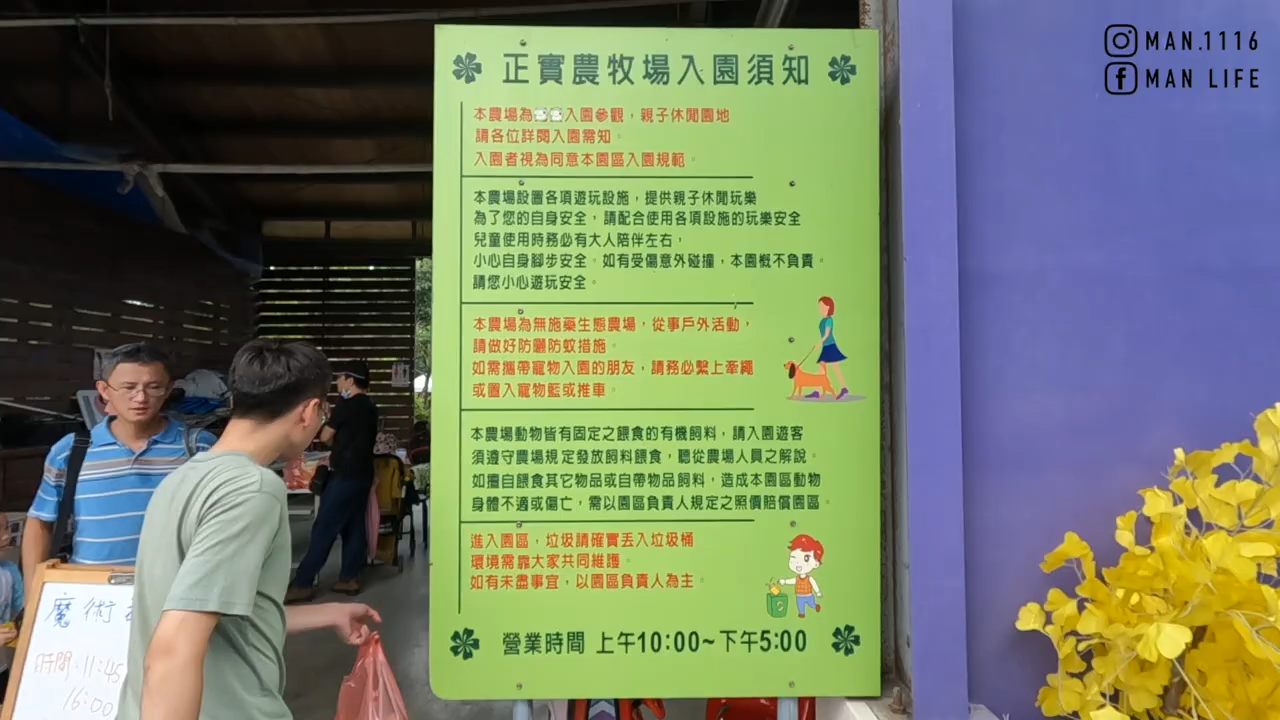 MAN.1116
MAN LIFE
正實農牧場入園須知
本農場為入園參觀，親子休閒園地
請各位詳閱入園需知。
入園者視為同意本園區入園規範。
本農場設置各項遊玩設施，提供親子休閒玩樂
為了您的自身安全，請配合使用各項設施的玩樂安全
兒童使用時務必有大人陪伴左右，
小心自身腳步安全。如有受傷意外碰撞，本園概不負責。
請您小心遊玩安全。
本農場為無施藥生態農場，從事戶外活動，
請做好防曬防蚊措施。
如需攜帶寵物入園的朋友，請務必繫上牽繩
或置入寵物籃或推車。
本農場動物皆有固定之餵食的有機飼料，請入園遊客
須遵守農場規定發放飼料餵食，聽從農場人員之解說。
如擅自餵食其它物品或自帶物品飼料，造成本園區動物
身體不適或傷亡，需以園區負責人規定之照價賠償園區。
進入園區，垃圾請確實丟入垃圾桶
環境需靠大家共同維護。
如有未盡事宜，以園區負責人為主。
營業時間 上午10:00~下午5:00
魔術
時間:11:45
16:00